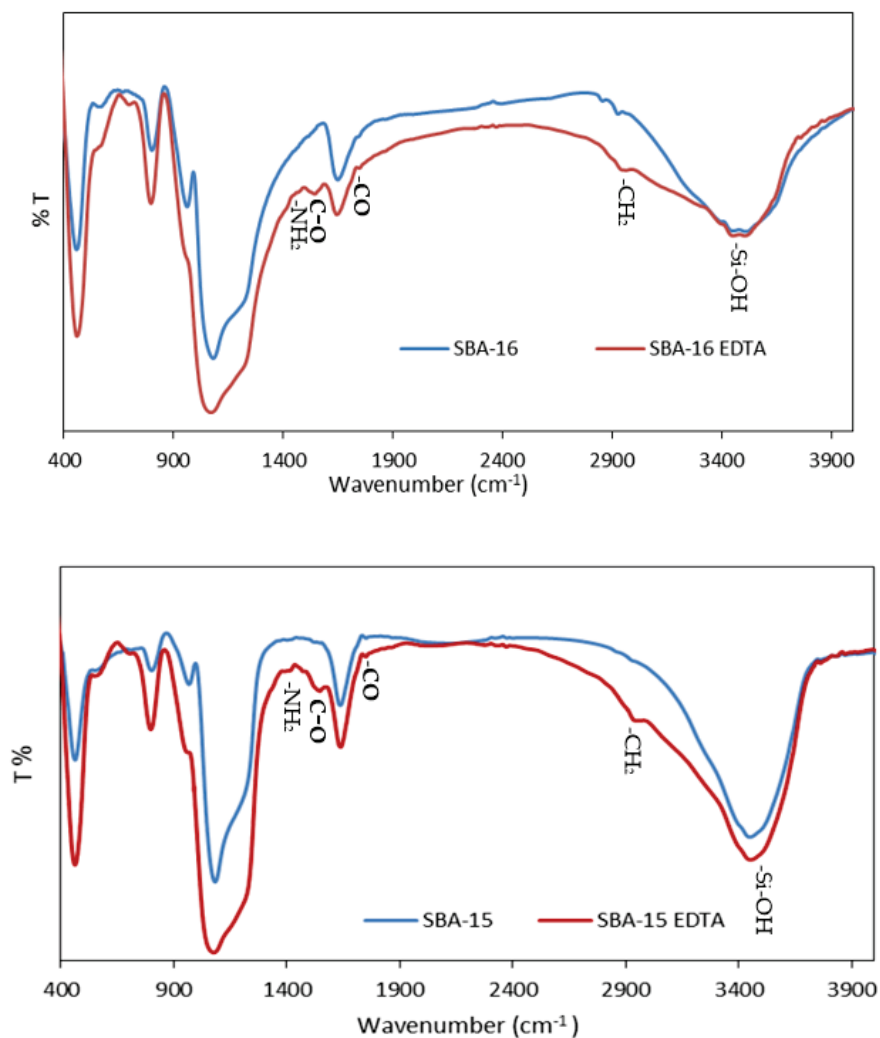 % T
-NH₂
C-O
-CO
-CH₂
-Si-OH
SBA-16
SBA-16 EDTA
400 900 1400 1900 2400 2900 3400 3900
Wavenumber (cm⁻¹)
T %
-NH₂
C-O
-CO
-CH₂
-Si-OH
SBA-15
SBA-15 EDTA
400 900 1400 1900 2400 2900 3400 3900
Wavenumber (cm⁻¹)